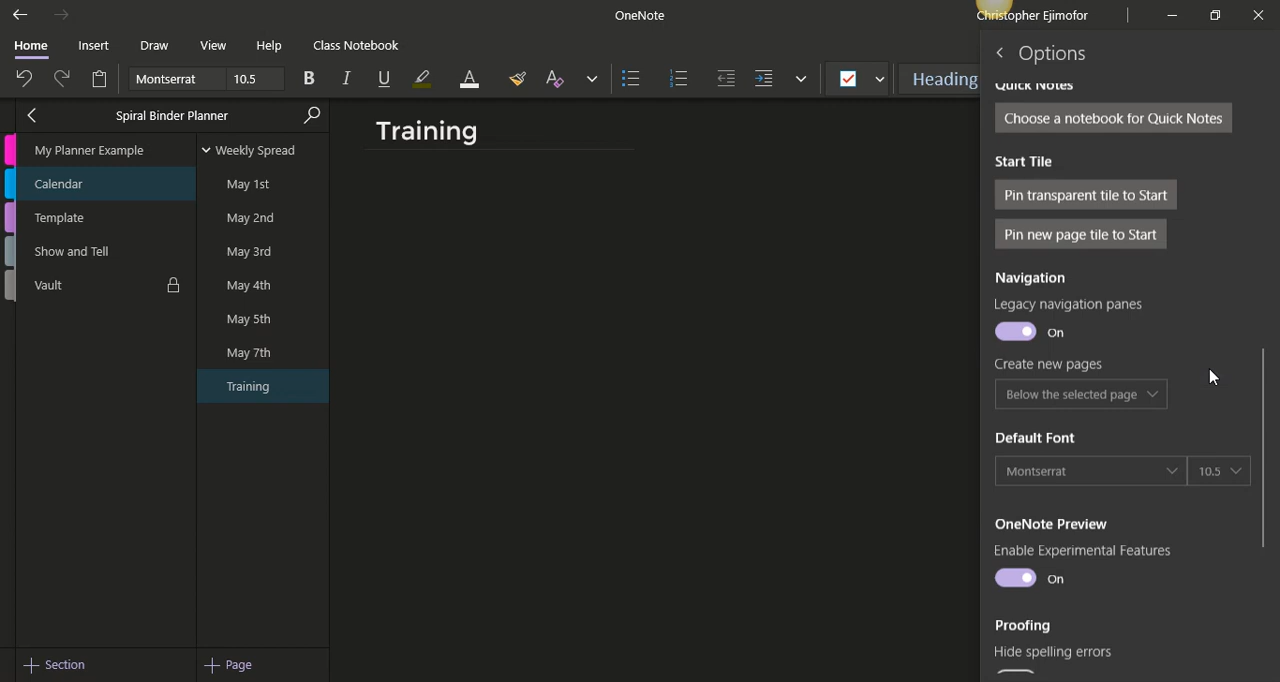 OneNote
Christopher Ejimofor
Home Insert Draw View Help Class Notebook
Montserrat 10.5 B I U A Heading
Spiral Binder Planner
My Planner Example
Calendar
Template
Show and Tell
Vault
Section
Weekly Spread
May 1st
May 2nd
May 3rd
May 4th
May 5th
May 7th
Training
Page
Training
Options
Quick Notes
Choose a notebook for Quick Notes
Start Tile
Pin transparent tile to Start
Pin new page tile to Start
Navigation
Legacy navigation panes
On
Create new pages
Below the selected page
Default Font
Montserrat 10.5
OneNote Preview
Enable Experimental Features
On
Proofing
Hide spelling errors